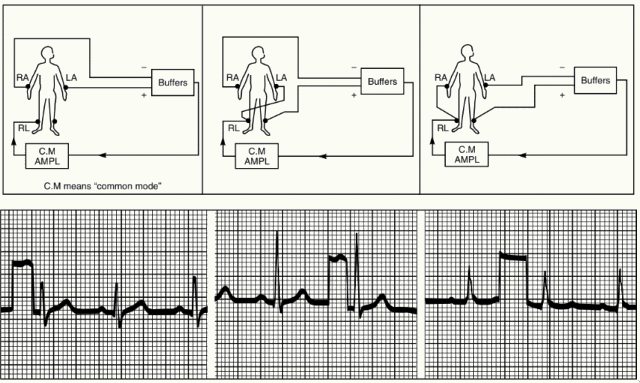 −
RA
LA
Buffers
+
RL
C.M
AMPL
C.M means “common mode”
−
RA
LA
Buffers
+
RL
C.M
AMPL
−
RA
LA
Buffers
+
RL
C.M
AMPL